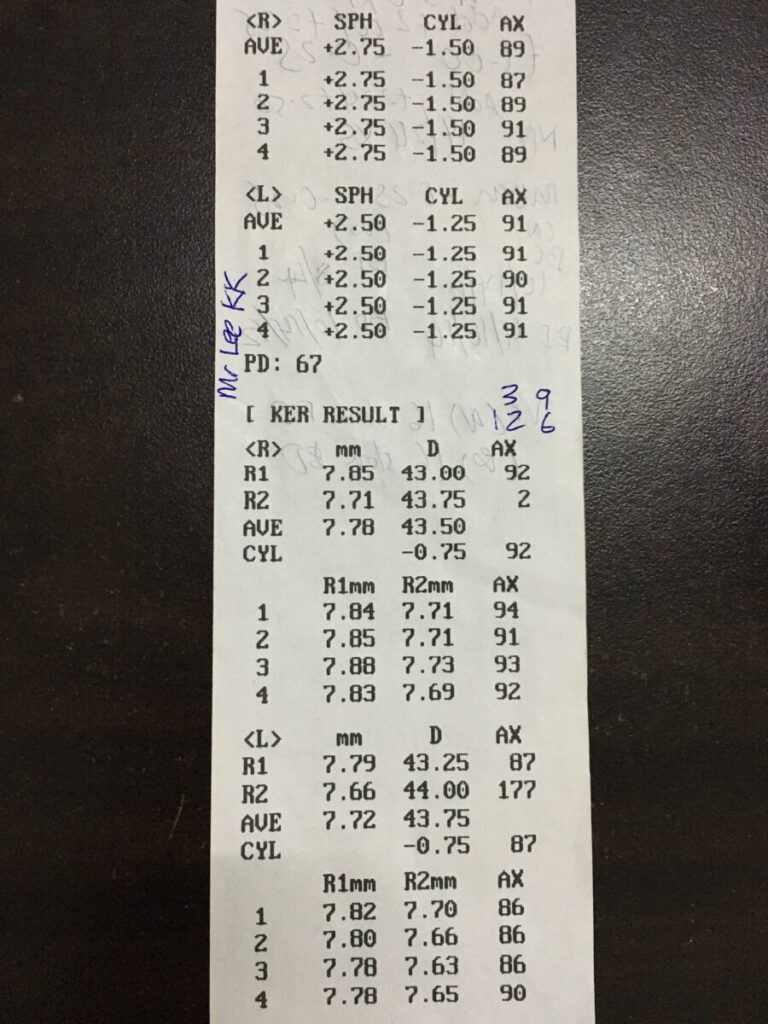 <R> SPH CYL AX
AVE +2.75 -1.50 89
1 +2.75 -1.50 87
2 +2.75 -1.50 89
3 +2.75 -1.50 91
4 +2.75 -1.50 89
<L> SPH CYL AX
AVE +2.50 -1.25 91
1 +2.50 -1.25 91
2 +2.50 -1.25 90
3 +2.50 -1.25 91
4 +2.50 -1.25 91
Mr Lee KK
PD: 67
3 9
[ KER RESULT ] 12 6
<R> mm D AX
R1 7.85 43.00 92
R2 7.71 43.75 2
AVE 7.78 43.50
CYL -0.75 92
R1mm R2mm AX
1 7.84 7.71 94
2 7.85 7.71 91
3 7.88 7.73 93
4 7.83 7.69 92
<L> mm D AX
R1 7.79 43.25 87
R2 7.66 44.00 177
AVE 7.72 43.75
CYL -0.75 87
R1mm R2mm AX
1 7.82 7.70 86
2 7.80 7.66 86
3 7.78 7.63 86
4 7.78 7.65 90